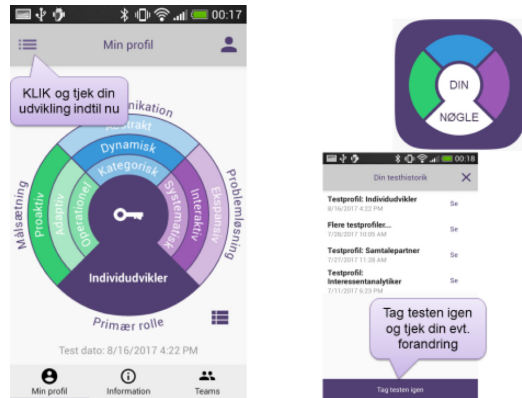 00:17
Min profil
KLIK og tjek din
udvikling indtil nu
nikation
Abstrakt
Dynamisk
Kategorisk
Målsætning
Proaktiv
Adaptiv
Operationel
Systematisk
Interaktiv
Ekspansiv
Problemløsning
Individudvikler
Primær rolle
Test dato: 8/16/2017 4:22 PM
Min profil
Information
Teams
DIN
NØGLE
00:18
Din testhistorik
Testprofil: Individudvikler
8/16/2017 4:22 PM
Se
Flere testprofiler...
7/28/2017 10:05 AM
Se
Testprofil: Samtalepartner
7/27/2017 11:28 AM
Se
Testprofil:
Interessentanalytiker
7/11/2017 6:23 PM
Se
Tag testen igen
og tjek din evt.
forandring
Tag testen igen